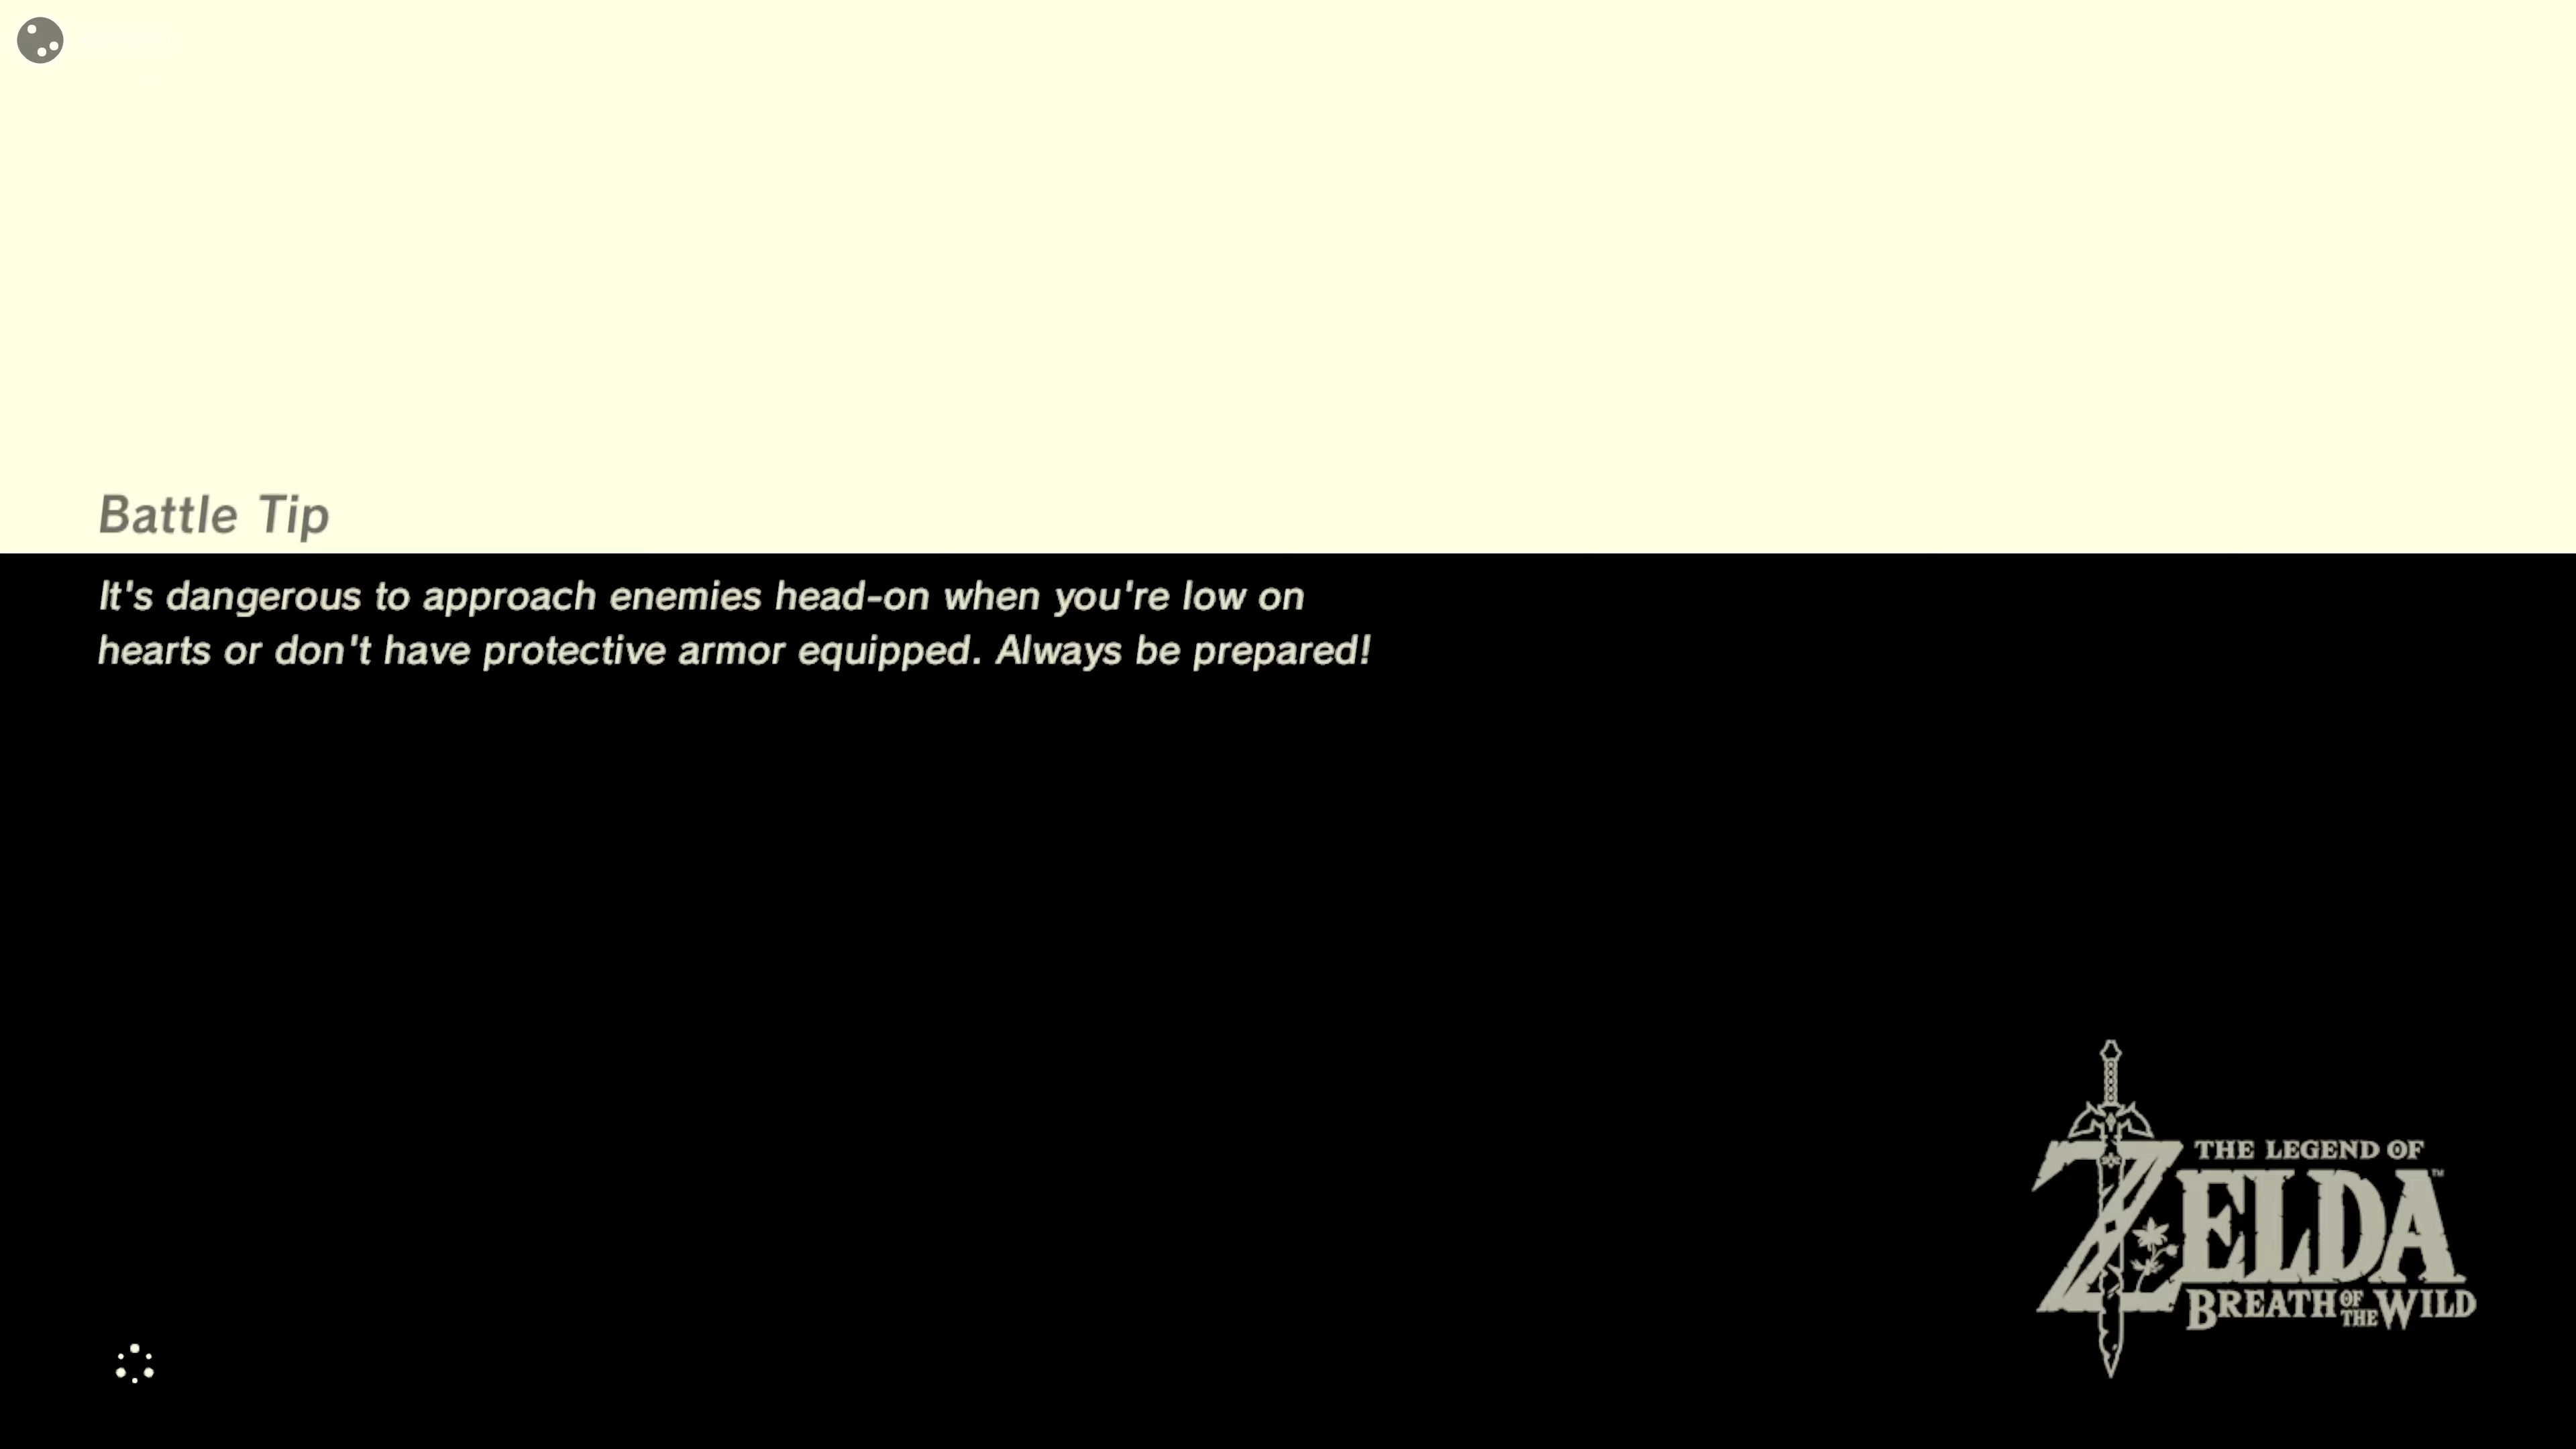 Battle Tip
It's dangerous to approach enemies head-on when you're low on
hearts or don't have protective armor equipped. Always be prepared!
THE LEGEND OF
ZELDA™
BREATH OF THE WILD